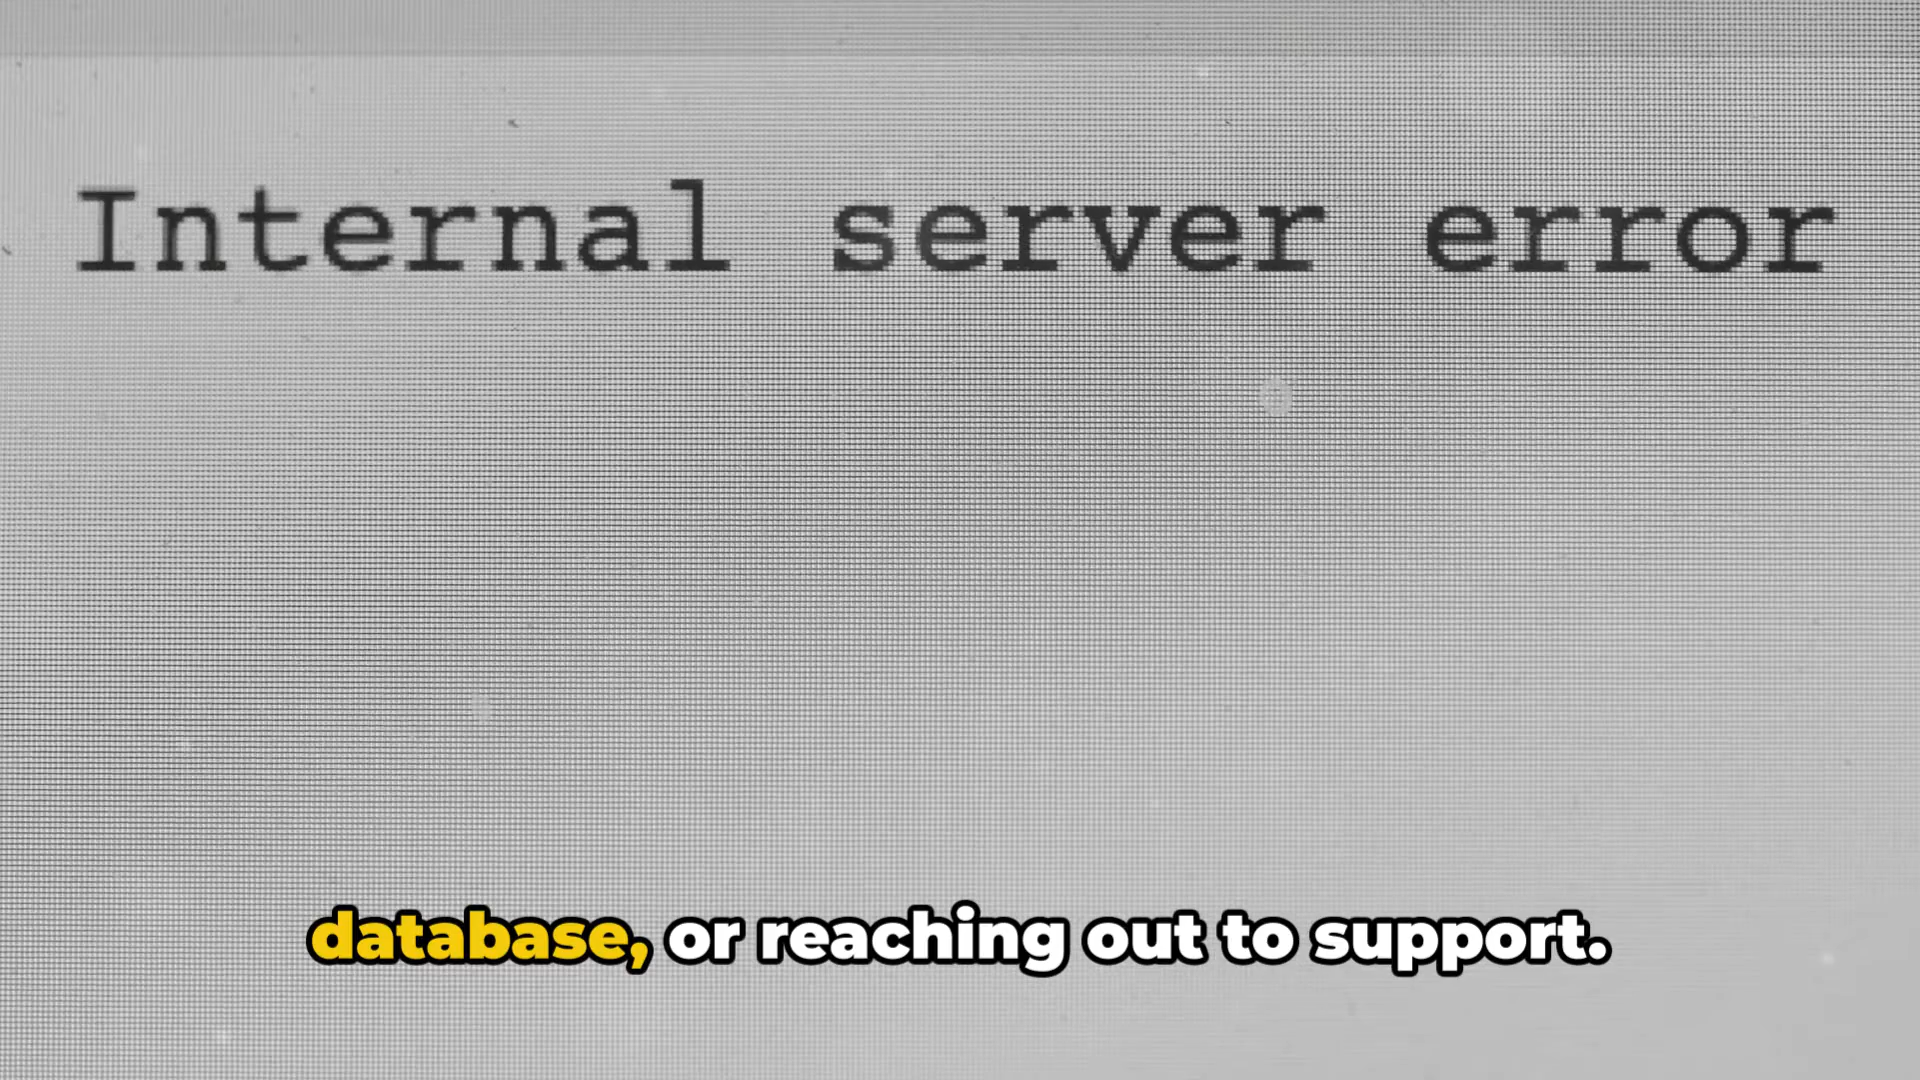 Internal server error
database, or reaching out to support.